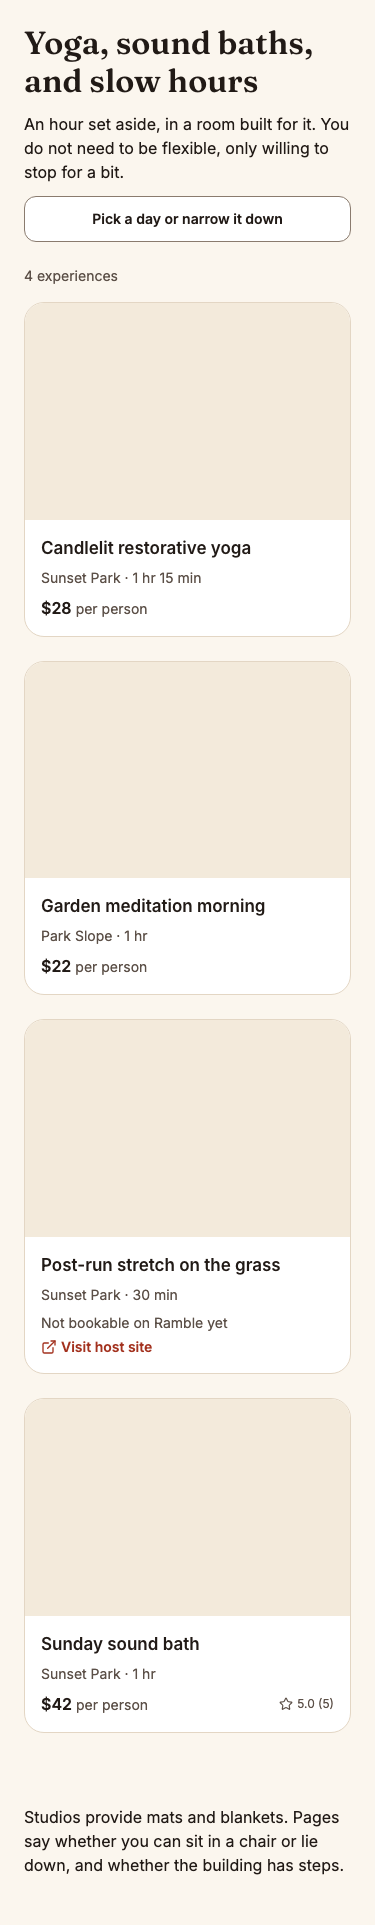 Yoga, sound baths,
and slow hours
An hour set aside, in a room built for it. You
do not need to be flexible, only willing to
stop for a bit.
Pick a day or narrow it down
4 experiences
Candlelit restorative yoga
Sunset Park · 1 hr 15 min
$28 per person
Garden meditation morning
Park Slope · 1 hr
$22 per person
Post-run stretch on the grass
Sunset Park · 30 min
Not bookable on Ramble yet
Visit host site
Sunday sound bath
Sunset Park · 1 hr
$42 per person 5.0 (5)
Studios provide mats and blankets. Pages
say whether you can sit in a chair or lie
down, and whether the building has steps.